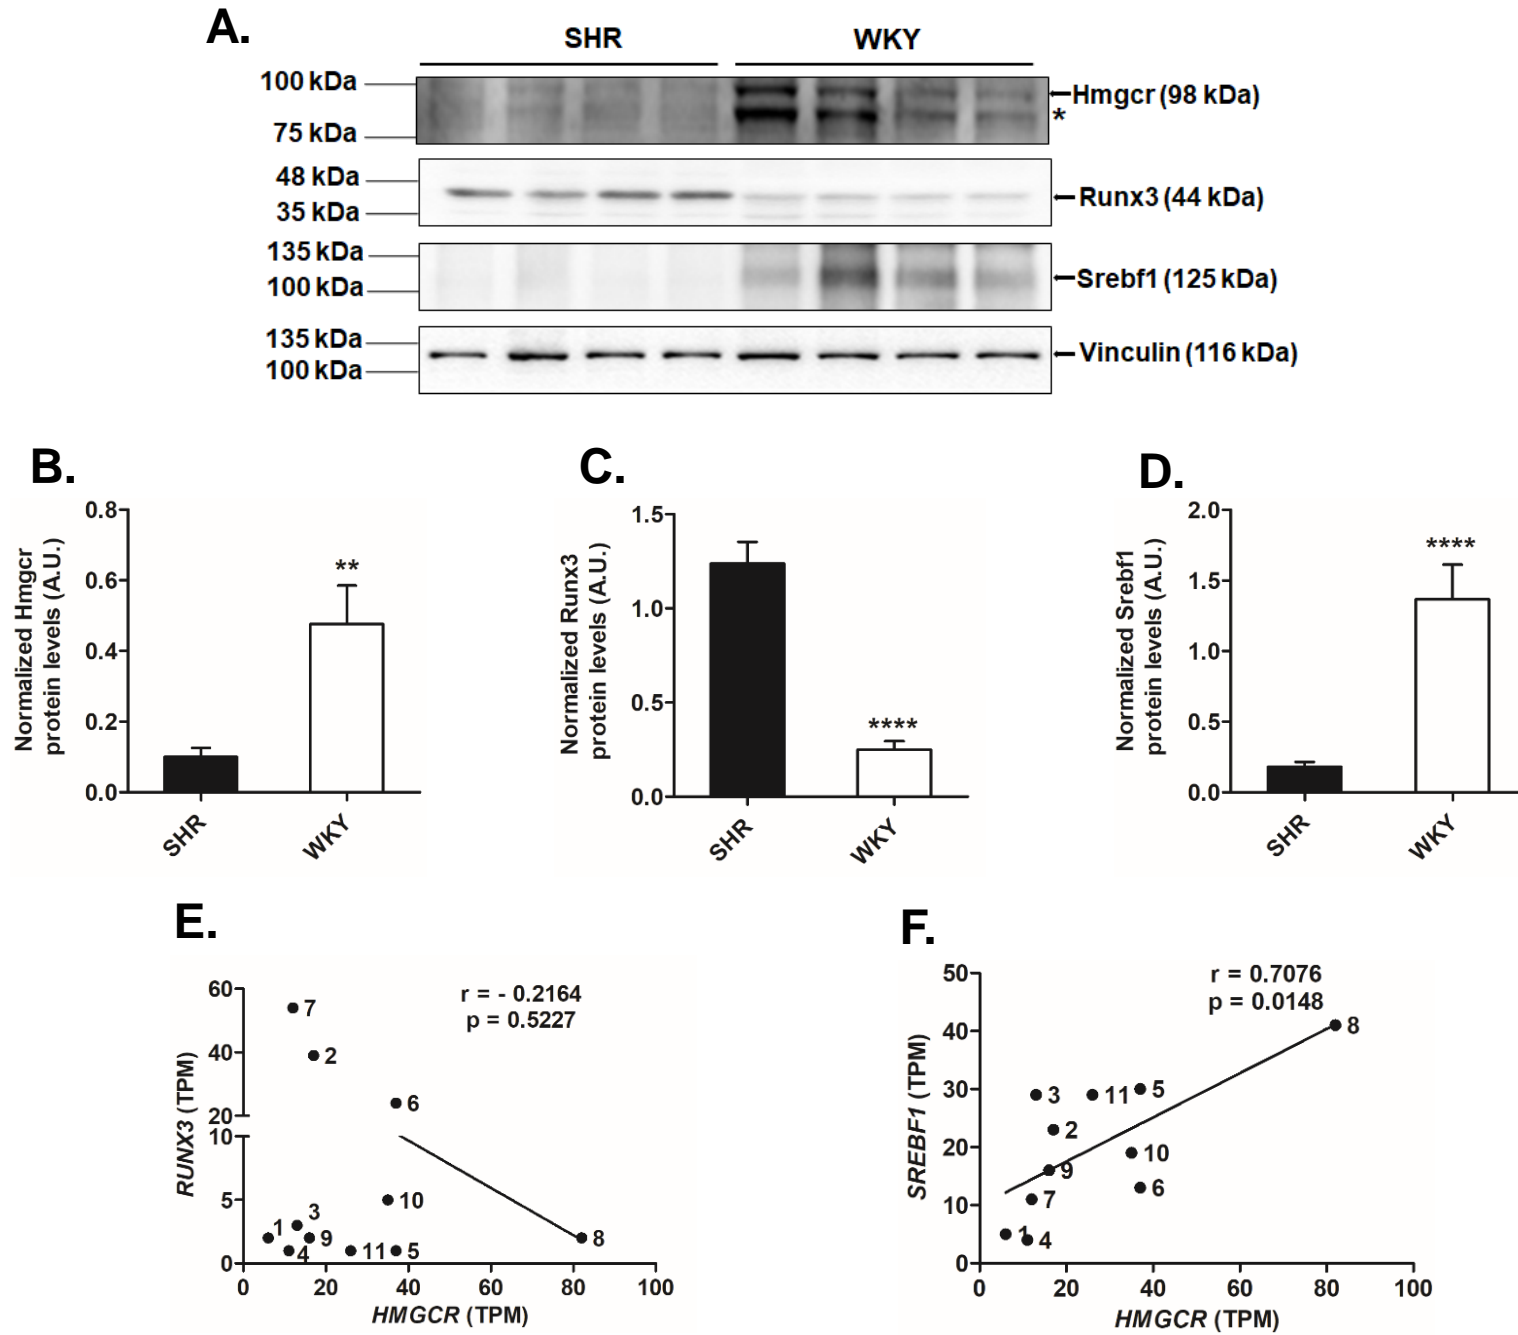 A.
SHR WKY
100 kDa
75 kDa
Hmgcr (98 kDa)
*
48 kDa
35 kDa
Runx3 (44 kDa)
135 kDa
100 kDa
Srebf1 (125 kDa)
135 kDa
100 kDa
Vinculin (116 kDa)
B.
Normalized Hmgcr
protein levels (A.U.)
0.8
0.6
0.4
0.2
0.0
**
SHR WKY
C.
Normalized Runx3
protein levels (A.U.)
1.5
1.0
0.5
0.0
****
SHR WKY
D.
Normalized Srebf1
protein levels (A.U.)
2.0
1.5
1.0
0.5
0.0
****
SHR WKY
E.
r = - 0.2164
p = 0.5227
RUNX3 (TPM)
60
40
20
10
5
0
7
2
6
10
3
1
9
8
4
11
5
0 20 40 60 80 100
HMGCR (TPM)
F.
r = 0.7076
p = 0.0148
SREBF1 (TPM)
50
40
30
20
10
0
8
3
11
5
2
10
9
6
7
1
4
0 20 40 60 80 100
HMGCR (TPM)